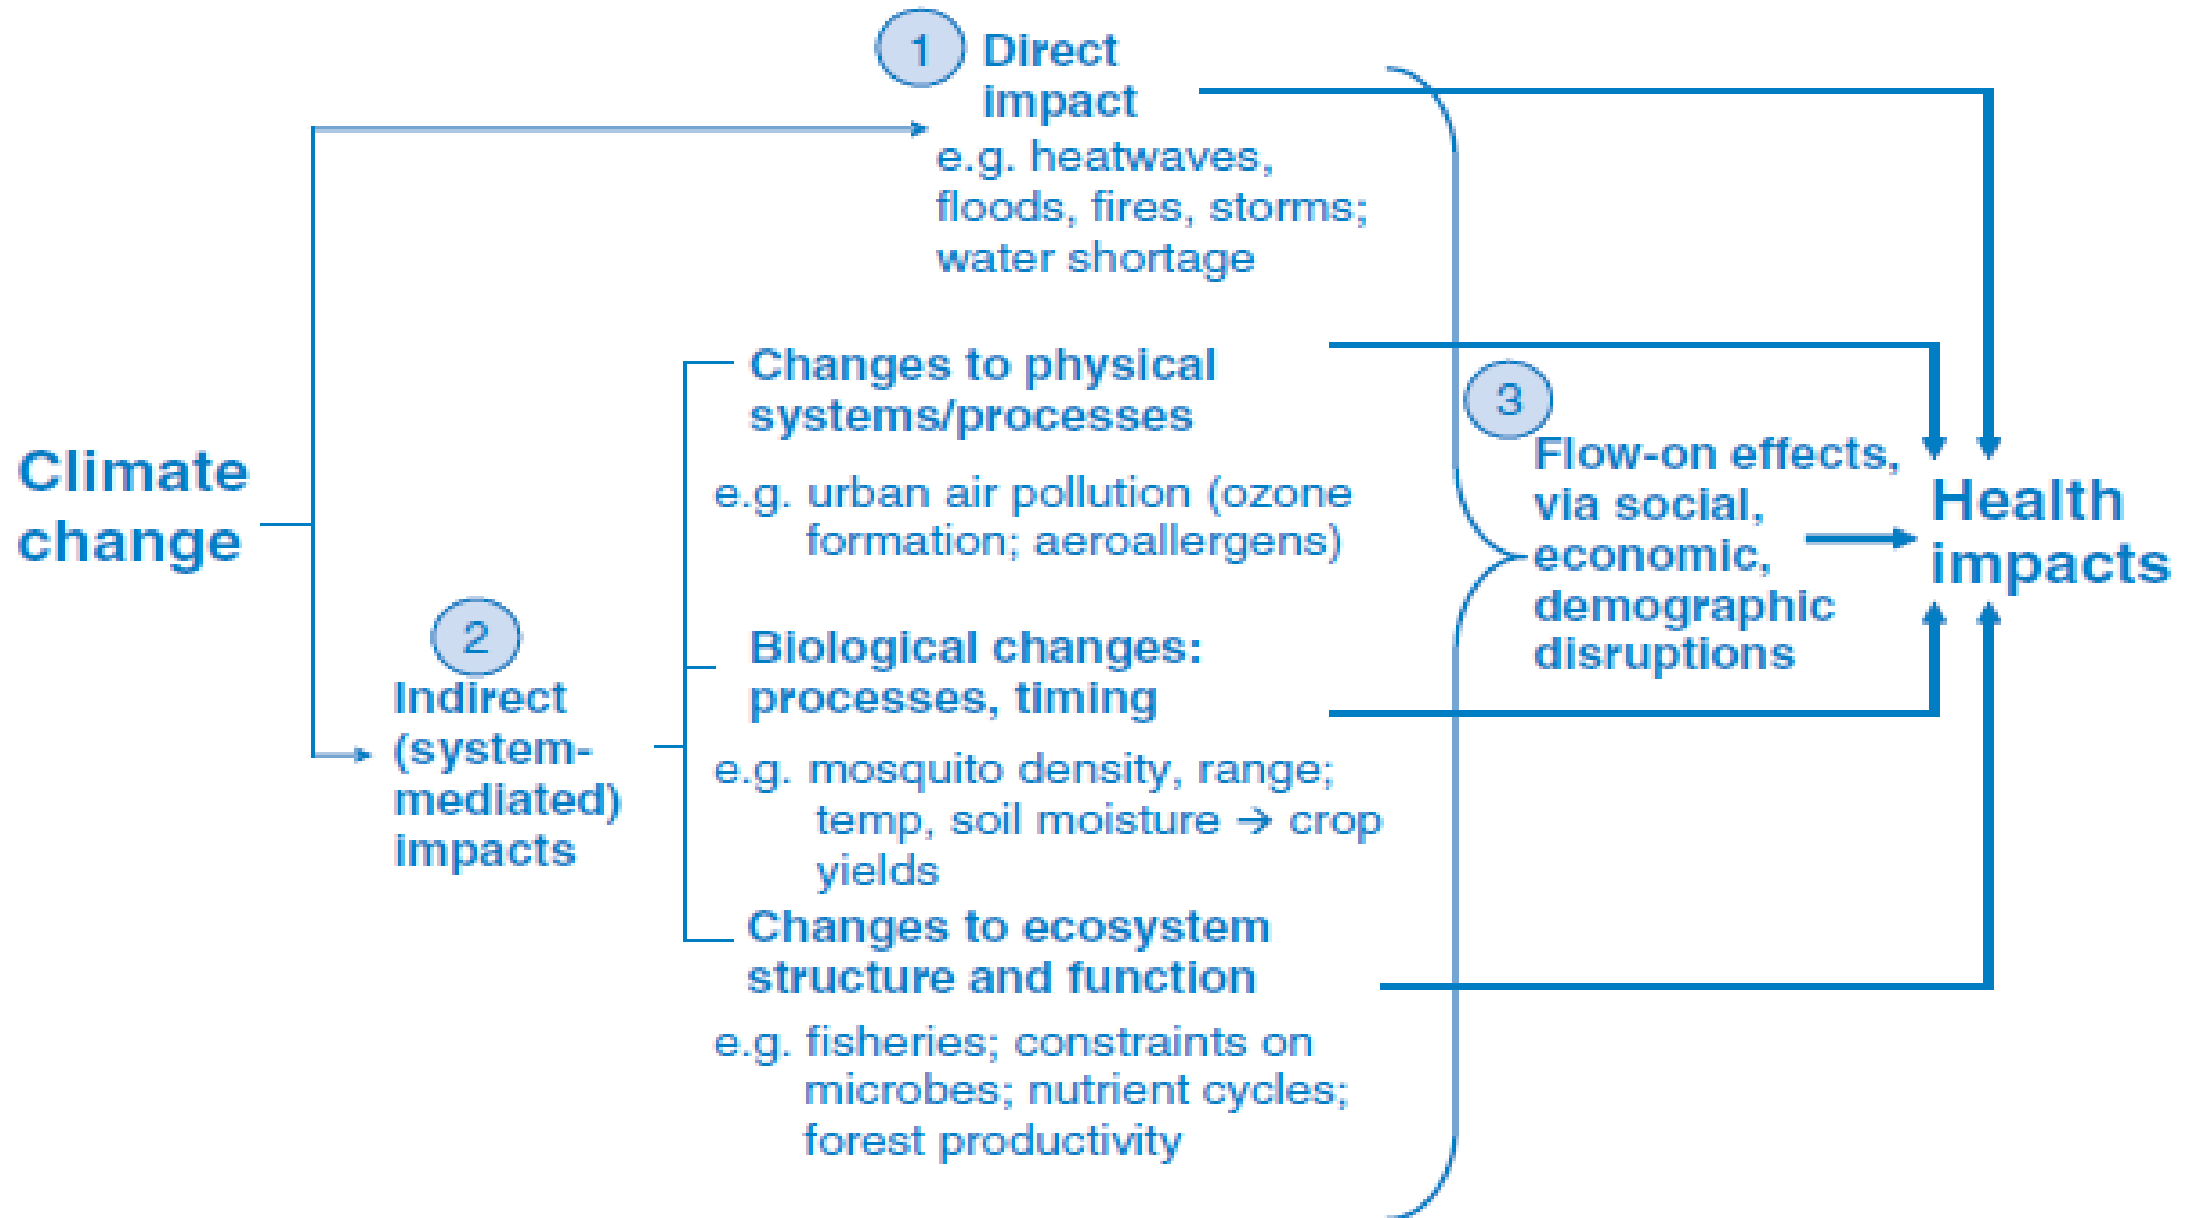 1
Direct
impact
e.g. heatwaves,
floods, fires, storms;
water shortage
Climate
change
2
Indirect
(system-
mediated)
impacts
Changes to physical
systems/processes
e.g. urban air pollution (ozone
formation; aeroallergens)
Biological changes:
processes, timing
e.g. mosquito density, range;
temp, soil moisture → crop
yields
Changes to ecosystem
structure and function
e.g. fisheries; constraints on
microbes; nutrient cycles;
forest productivity
3
Flow-on effects,
via social,
economic,
demographic
disruptions
Health
impacts